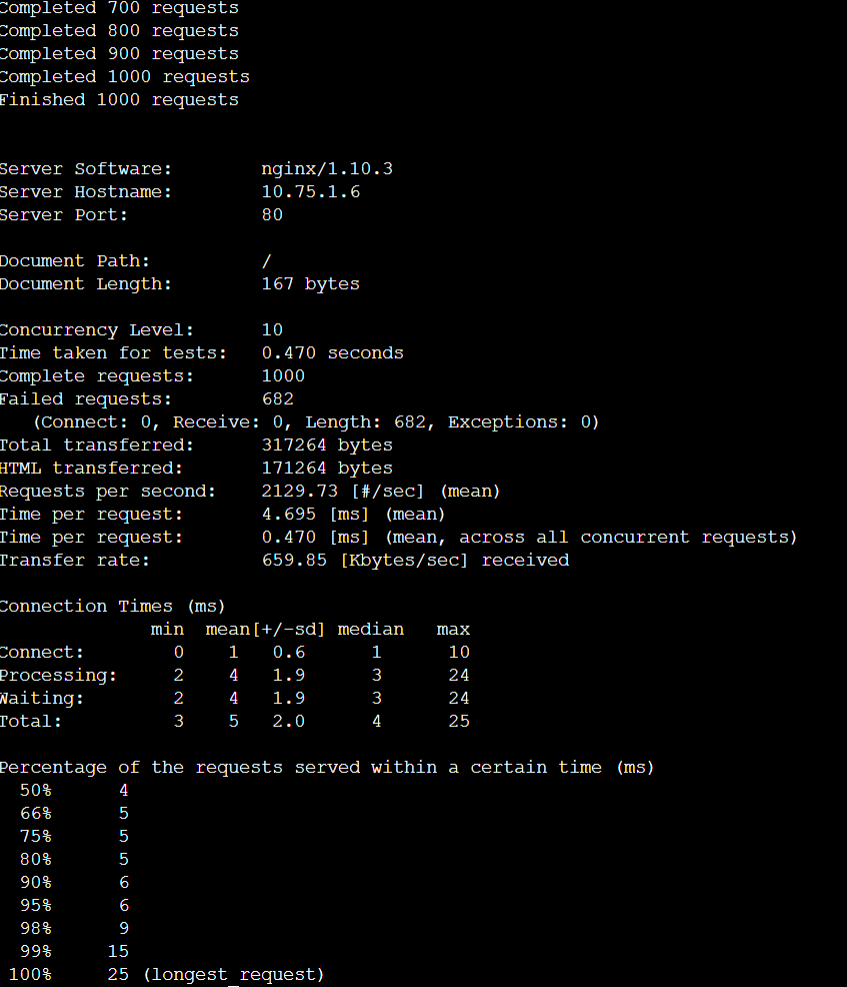 Completed 700 requests
Completed 800 requests
Completed 900 requests
Completed 1000 requests
Finished 1000 requests
Server Software: nginx/1.10.3
Server Hostname: 10.75.1.6
Server Port: 80
Document Path: /
Document Length: 167 bytes
Concurrency Level: 10
Time taken for tests: 0.470 seconds
Complete requests: 1000
Failed requests: 682
(Connect: 0, Receive: 0, Length: 682, Exceptions: 0)
Total transferred: 317264 bytes
HTML transferred: 171264 bytes
Requests per second: 2129.73 [#/sec] (mean)
Time per request: 4.695 [ms] (mean)
Time per request: 0.470 [ms] (mean, across all concurrent requests)
Transfer rate: 659.85 [Kbytes/sec] received
Connection Times (ms)
min mean[+/-sd] median max
Connect: 0 1 0.6 1 10
Processing: 2 4 1.9 3 24
Waiting: 2 4 1.9 3 24
Total: 3 5 2.0 4 25
Percentage of the requests served within a certain time (ms)
50% 4
66% 5
75% 5
80% 5
90% 6
95% 6
98% 9
99% 15
100% 25 (longest request)